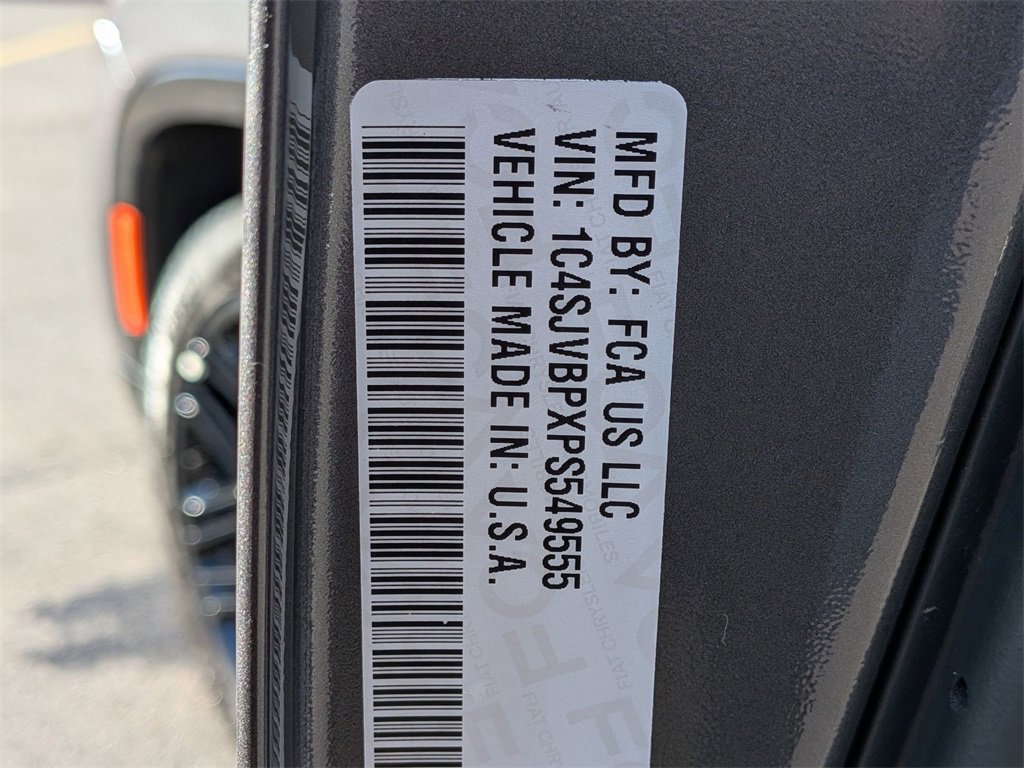 MFD BY: FCA US LLC
VIN: 1C4SJVBPXPS549555
VEHICLE MADE IN: U.S.A.